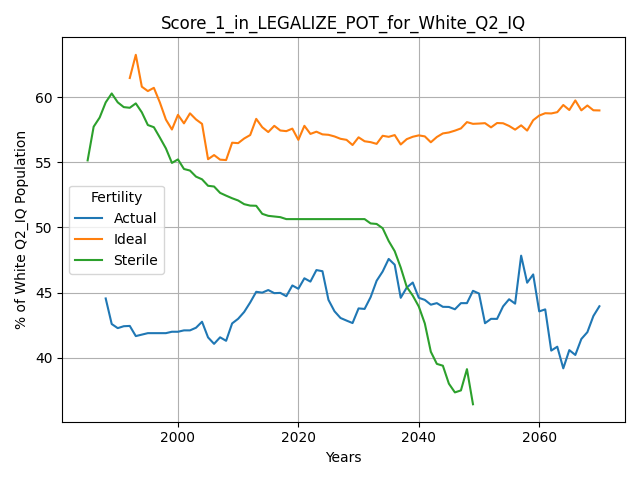 Score_1_in_LEGALIZE_POT_for_White_Q2_IQ
% of White Q2_IQ Population
60
55
50
45
40
Fertility
Actual
Ideal
Sterile
2000
2020
2040
2060
Years